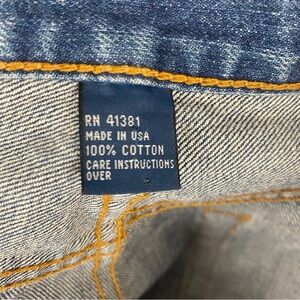 RN 41381
MADE IN USA
100% COTTON
CARE INSTRUCTIONS
OVER